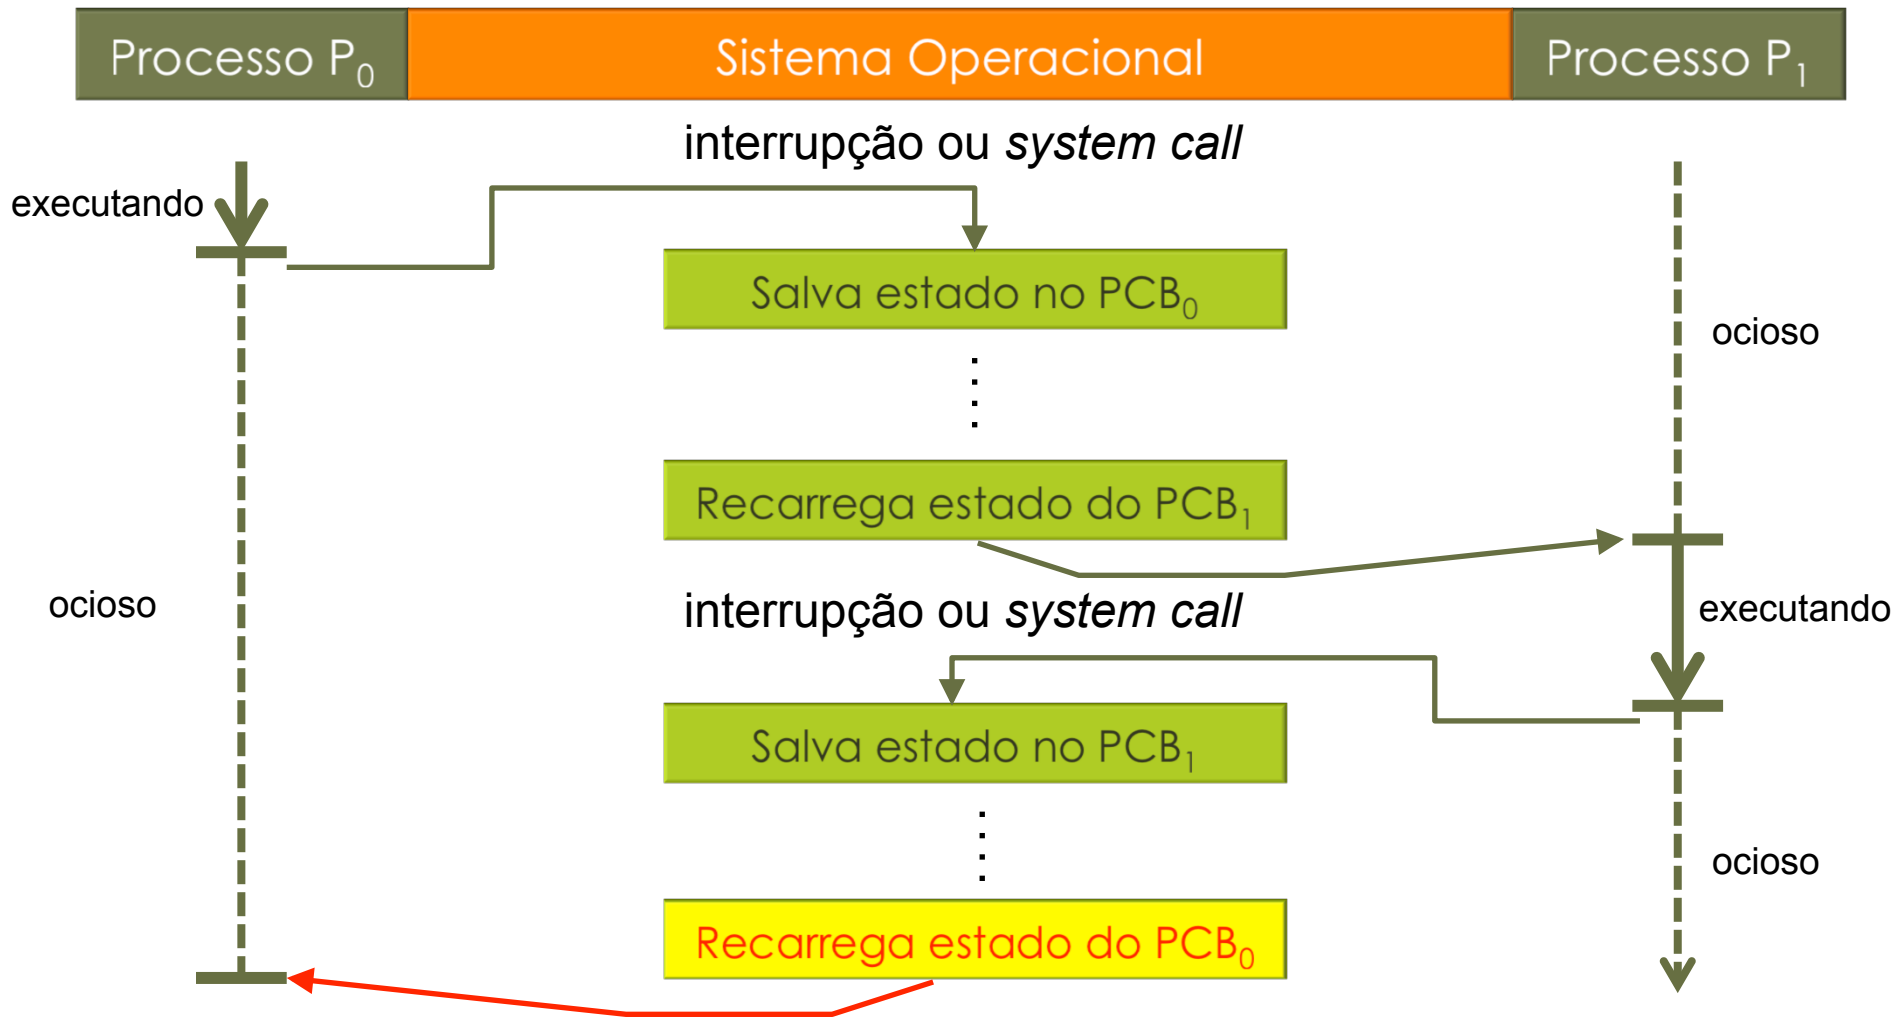 Processo P₀
Sistema Operacional
Processo P₁
interrupção ou system call
executando
Salva estado no PCB₀
ocioso
Recarrega estado do PCB₁
ocioso
interrupção ou system call
executando
Salva estado no PCB₁
ocioso
Recarrega estado do PCB₀